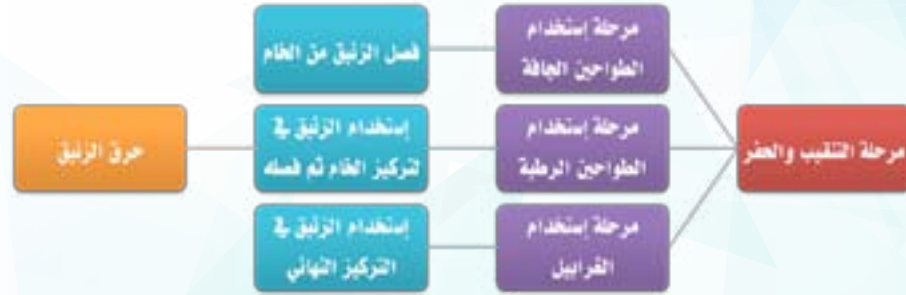 مرحلة التنقيب والحفر
مرحلة إستخدام
الطواحين الجافة
فصل الزئبق من الخام
مرحلة إستخدام
الطواحين الرطبة
إستخدام الزئبق في
تركيز الخام ثم فصله
حرق الزئبق
مرحلة إستخدام
الغرابيل
إستخدام الزئبق في
التركيز النهائي